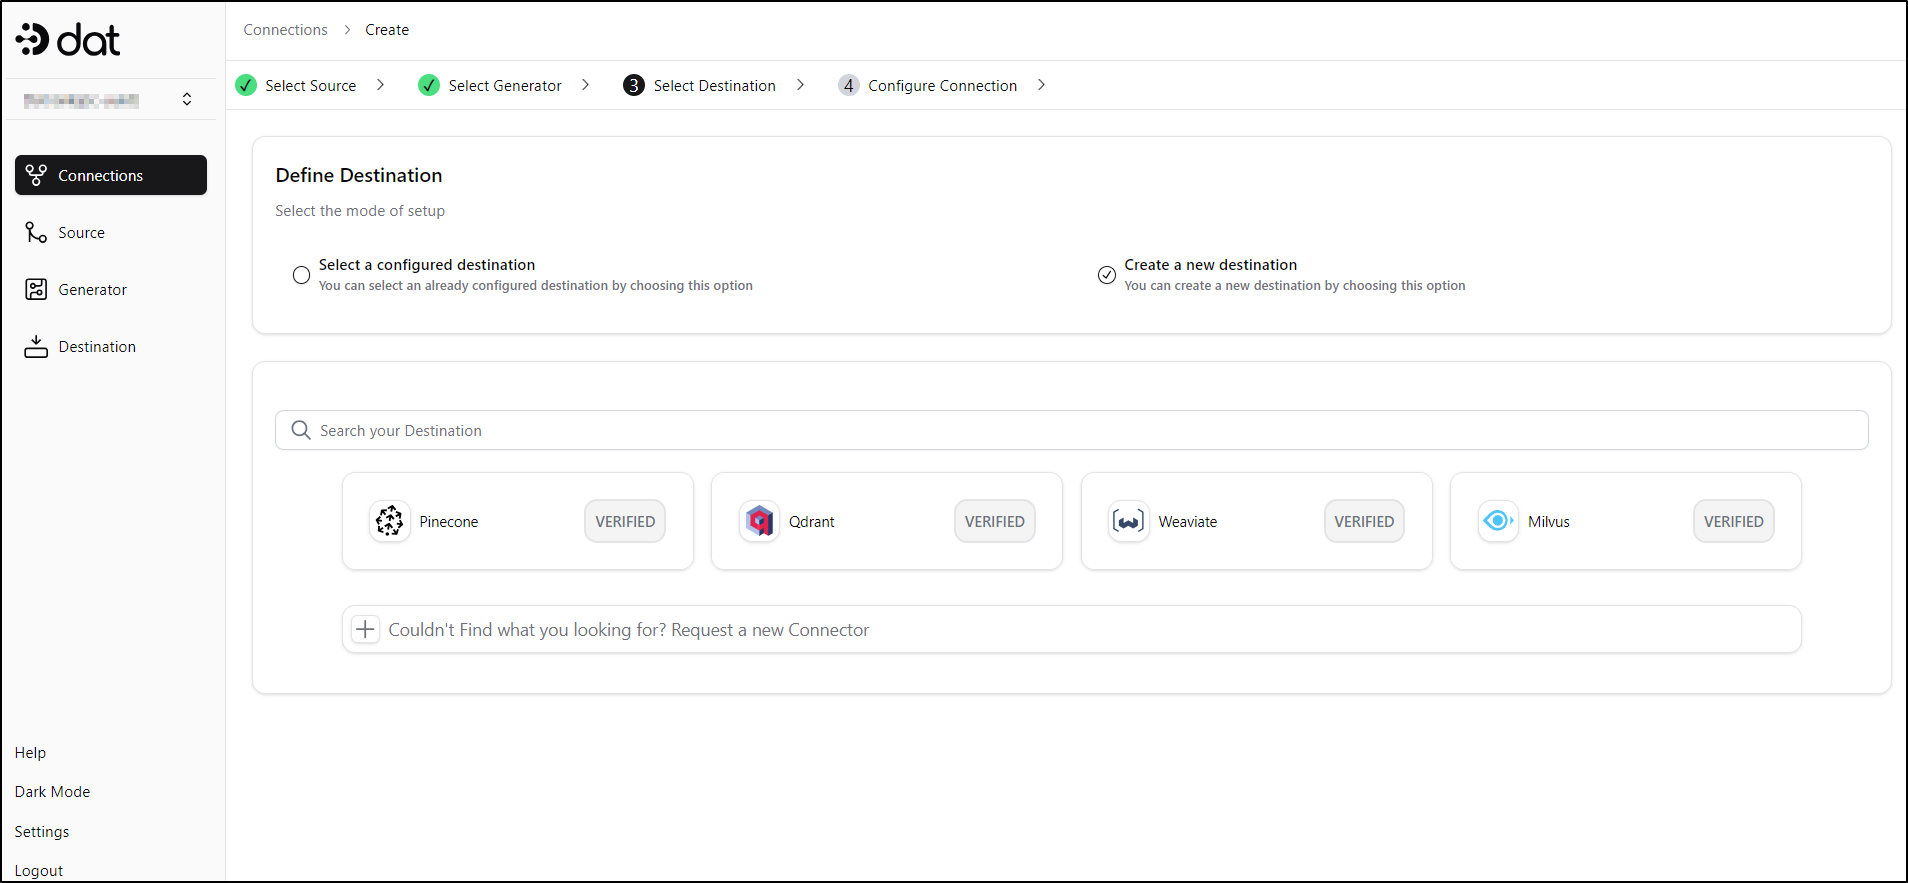 dat
Connections > Create
✓ Select Source > ✓ Select Generator > 3 Select Destination > 4 Configure Connection >
Connections
Source
Generator
Destination
Help
Dark Mode
Settings
Logout
Define Destination
Select the mode of setup
Select a configured destination
You can select an already configured destination by choosing this option
Create a new destination
You can create a new destination by choosing this option
Search your Destination
Pinecone VERIFIED
Qdrant VERIFIED
Weaviate VERIFIED
Milvus VERIFIED
Couldn't Find what you looking for? Request a new Connector